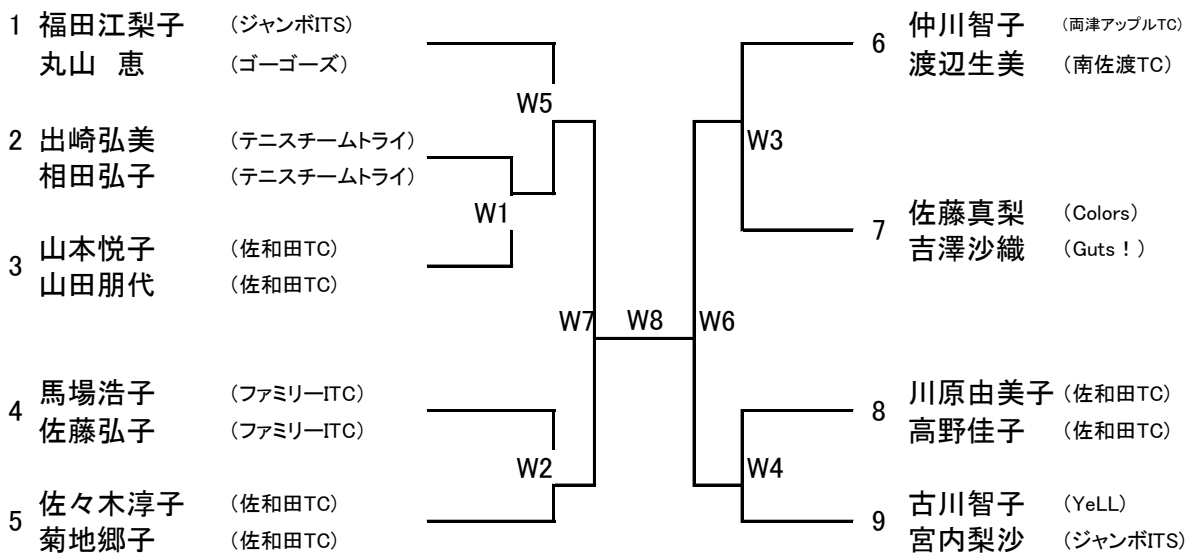 1 福田江梨子 (ジャンボITS)
丸山 恵 (ゴーゴーズ)
W5
2 出崎弘美 (テニスチームトライ)
相田弘子 (テニスチームトライ)
W1
3 山本悦子 (佐和田TC)
山田朋代 (佐和田TC)
W7
4 馬場浩子 (ファミリーITC)
佐藤弘子 (ファミリーITC)
W2
5 佐々木淳子 (佐和田TC)
菊地郷子 (佐和田TC)
W8
6 仲川智子 (両津アップルTC)
渡辺生美 (南佐渡TC)
W3
7 佐藤真梨 (Colors)
吉澤沙織 (Guts!)
W6
8 川原由美子 (佐和田TC)
高野佳子 (佐和田TC)
W4
9 古川智子 (YeLL)
宮内梨沙 (ジャンボITS)